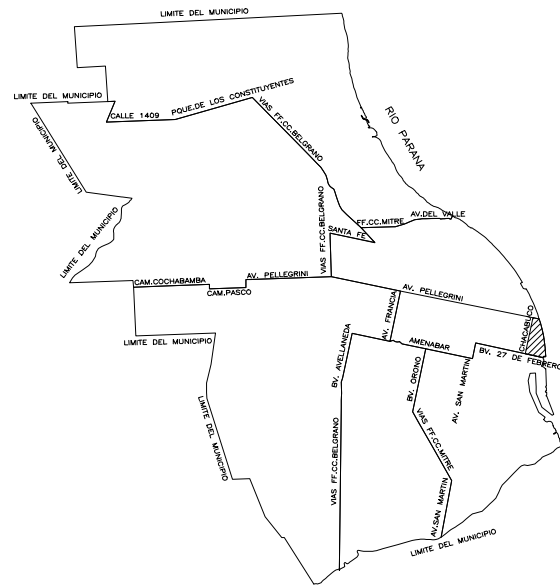 LIMITE DEL MUNICIPIO
LIMITE DEL MUNICIPIO
CALLE 1409
PQUE.DE LOS CONSTITUYENTES
VIAS FF.CC.BELGRANO
RIO PARANA
LIMITE DEL MUNICIPIO
LIMITE DEL MUNICIPIO
VIAS FF.CC.BELGRANO
SANTA FE
FF.CC.MITRE
AV.DEL VALLE
CAM.COCHABAMBA
CAM.PASCO
AV. PELLEGRINI
AV. PELLEGRINI
AV. FRANCIA
CHACABUCO
LIMITE DEL MUNICIPIO
BV. AVELLANEDA
AMENABAR
BV. 27 DE FEBRERO
BV. OROÑO
AV. SAN MARTIN
LIMITE DEL MUNICIPIO
VIAS FF.CC.BELGRANO
VIAS FF.CC.MITRE
AV.SAN MARTIN
LIMITE DEL MUNICIPIO